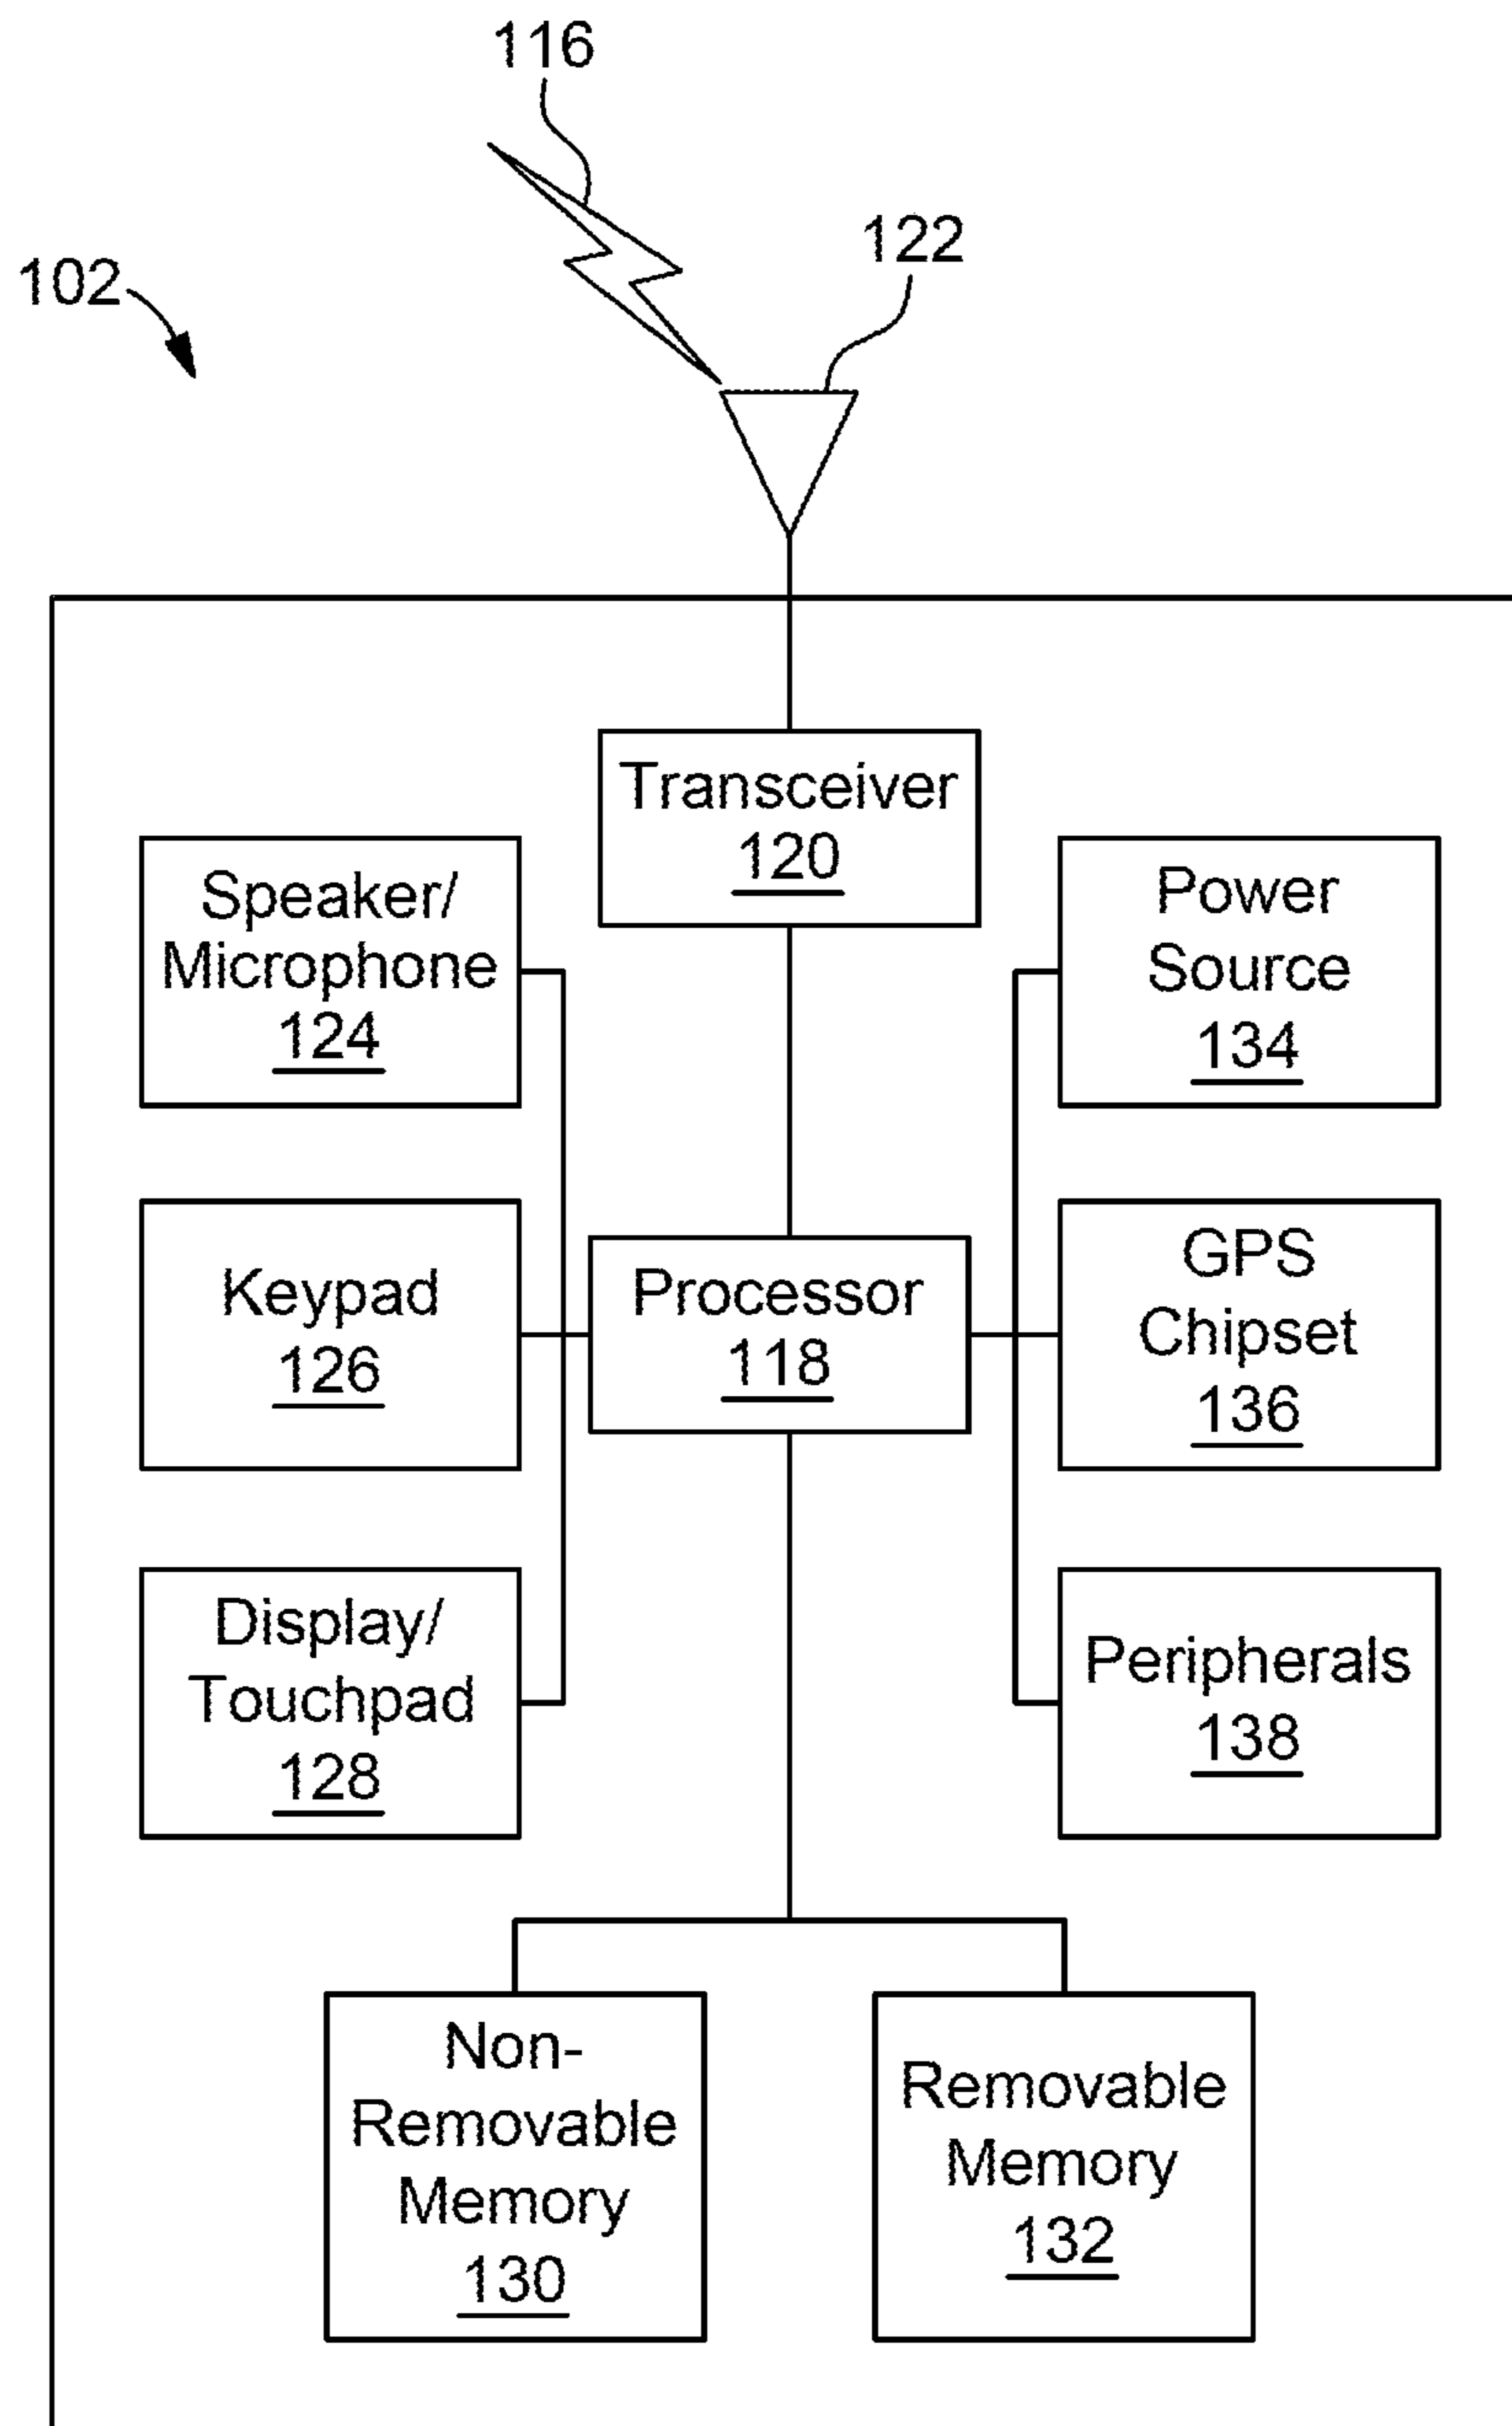 116
122
102
Transceiver
120
Speaker/
Microphone
124
Power
Source
134
Keypad
126
Processor
118
GPS
Chipset
136
Display/
Touchpad
128
Peripherals
138
Non-
Removable
Memory
130
Removable
Memory
132